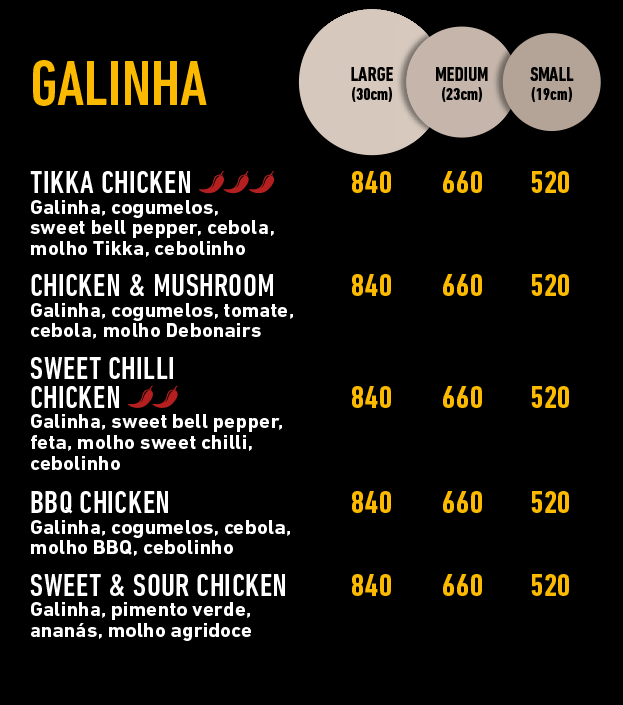 GALINHA
LARGE MEDIUM SMALL
(30cm) (23cm) (19cm)
TIKKA CHICKEN 840 660 520
Galinha, cogumelos,
sweet bell pepper, cebola,
molho Tikka, cebolinho
CHICKEN & MUSHROOM 840 660 520
Galinha, cogumelos, tomate,
cebola, molho Debonairs
SWEET CHILLI
CHICKEN 840 660 520
Galinha, sweet bell pepper,
feta, molho sweet chilli,
cebolinho
BBQ CHICKEN 840 660 520
Galinha, cogumelos, cebola,
molho BBQ, cebolinho
SWEET & SOUR CHICKEN 840 660 520
Galinha, pimento verde,
ananás, molho agridoce